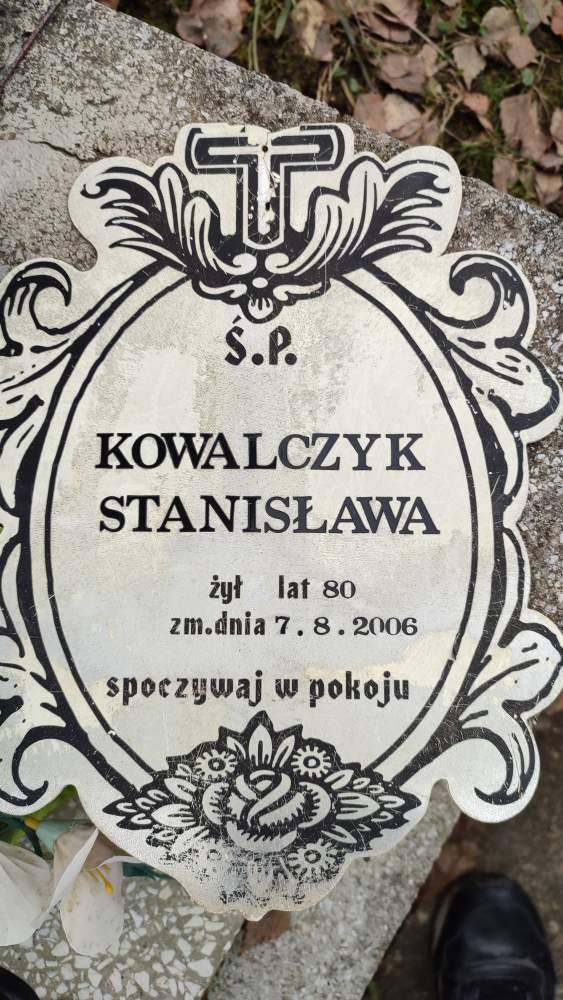 Ś.P.
KOWALCZYK
STANISŁAWA
żył lat 80
zm.dnia 7.8.2006
spoczywaj w pokoju